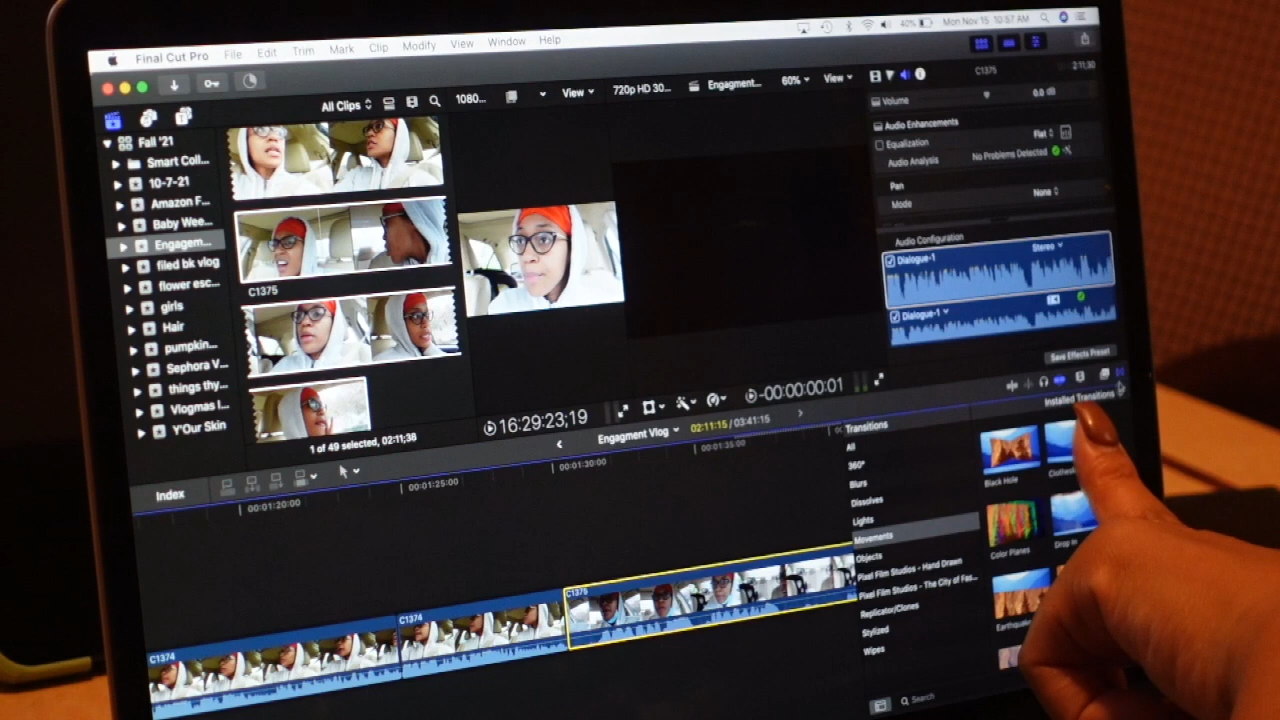 Final Cut Pro File Edit Trim Mark Clip Modify View Window Help
40% Mon Nov 15 10:57 AM
All Clips
1080...
View
720p HD 30...
Engagment...
60%
View
C1375
2:11;30
Fall '21
Smart Coll...
10-7-21
Amazon F...
Baby Wee...
Engagem...
filed bk vlog
flower esc...
girls
Hair
pumpkin...
Sephora V...
things thy...
Vlogmas I...
Y'Our Skin
C1375
1 of 49 selected, 02:11;38
Volume
0.0 dB
Audio Enhancements
Equalization
Flat
Audio Analysis
No Problems Detected
Pan
Mode
None
Audio Configuration
Stereo
Dialogue-1
Dialogue-1
Save Effects Preset
16:29:23;19
-00:00:00:01
Index
Engagment Vlog
02:11:15 / 03:41:15
Installed Transitions
00:01:20:00
00:01:25:00
00:01:30:00
00:01:35:00
C1374
C1374
C1375
Transitions
All
360°
Blurs
Dissolves
Lights
Movements
Objects
Pixel Film Studios - Hand Drawn
Pixel Film Studios - The City of Fas...
Replicator/Clones
Stylized
Wipes
Black Hole
Color Planes
Drop In
Earthquake
Search